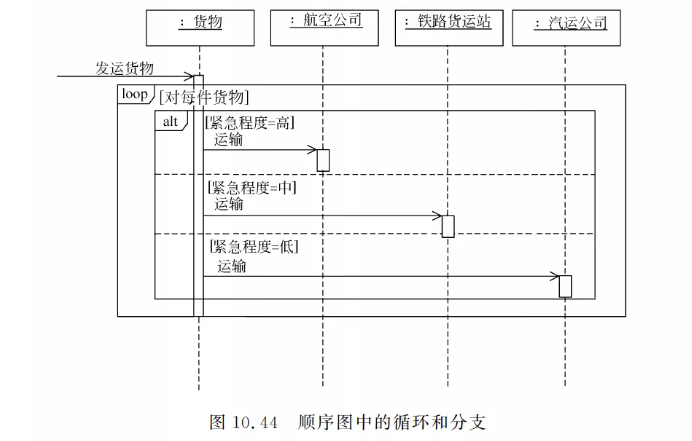 ：货物
：航空公司
：铁路货运站
：汽运公司
发运货物
loop
[对每件货物]
alt
[紧急程度=高]
运输
[紧急程度=中]
运输
[紧急程度=低]
运输
图 10.44 顺序图中的循环和分支